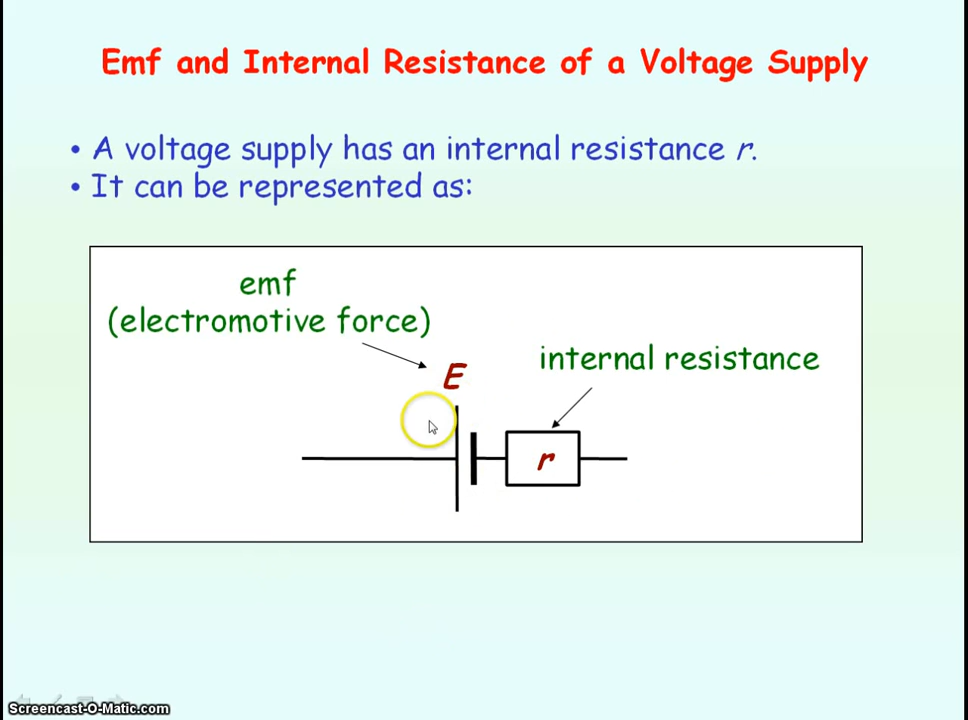 Emf and Internal Resistance of a Voltage Supply
• A voltage supply has an internal resistance r.
• It can be represented as:
emf
(electromotive force)
internal resistance
E
r
Screencast-O-Matic.com